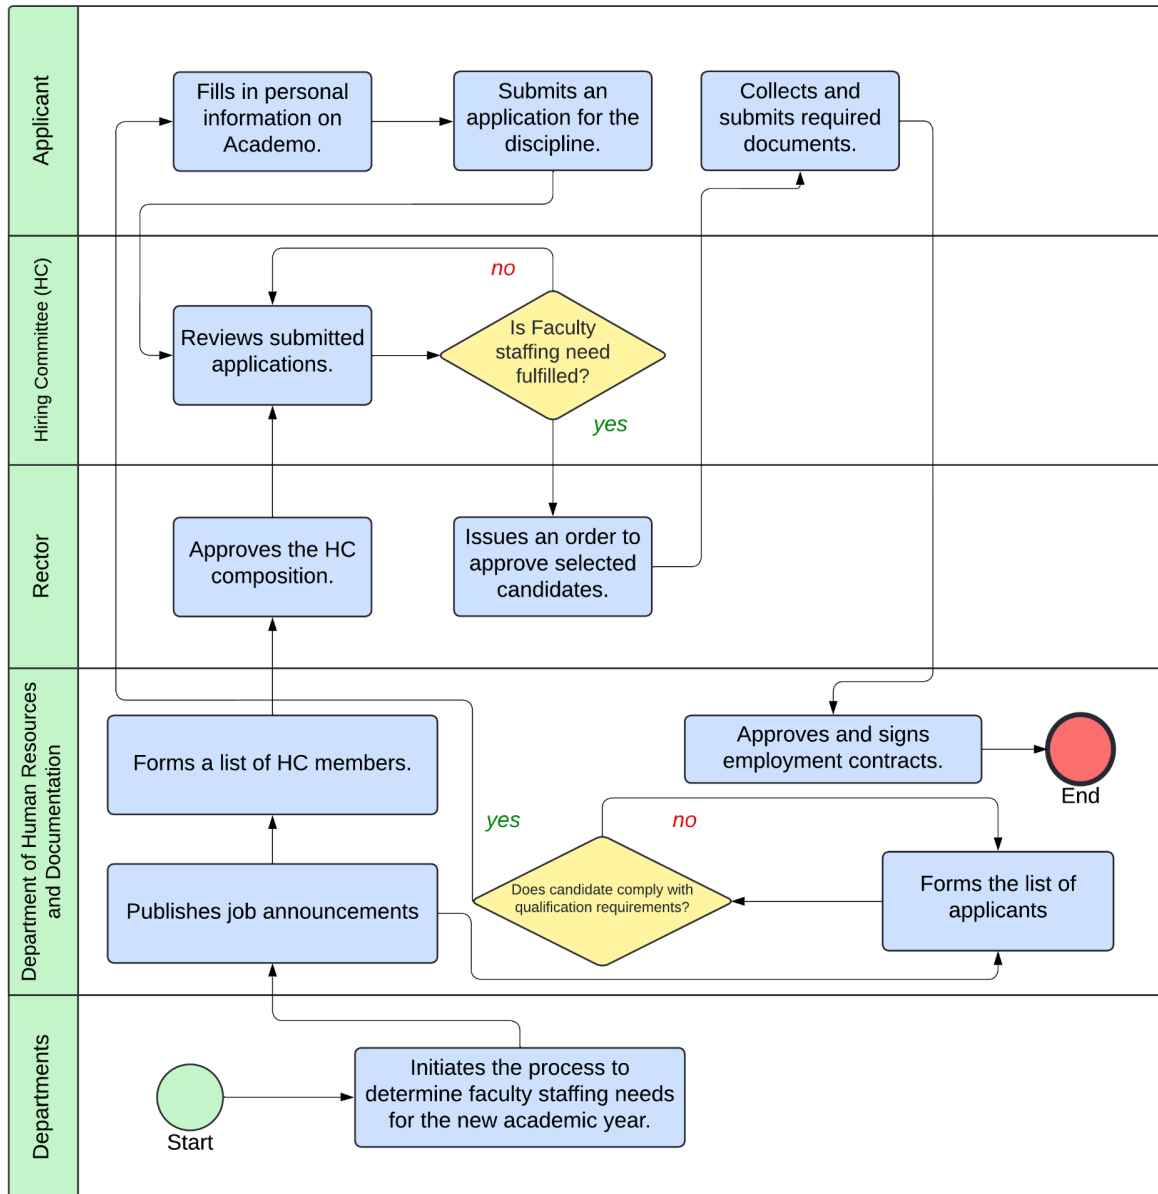 Applicant
Fills in personal
information on
Academo.
Submits an
application for the
discipline.
Collects and
submits required
documents.
Hiring Committee (HC)
no
Reviews submitted
applications.
Is Faculty
staffing need
fulfilled?
yes
Rector
Approves the HC
composition.
Issues an order to
approve selected
candidates.
Department of Human Resources
and Documentation
Forms a list of HC members.
Approves and signs
employment contracts.
End
yes
no
Publishes job announcements
Does candidate comply with
qualification requirements?
Forms the list of
applicants
Departments
Start
Initiates the process to
determine faculty staffing needs
for the new academic year.